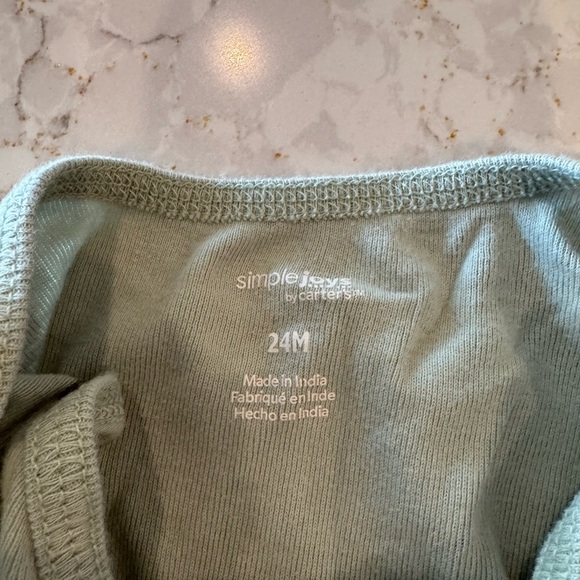 simple joys
by carter's
24M
Made in India
Fabriqué en Inde
Hecho en India